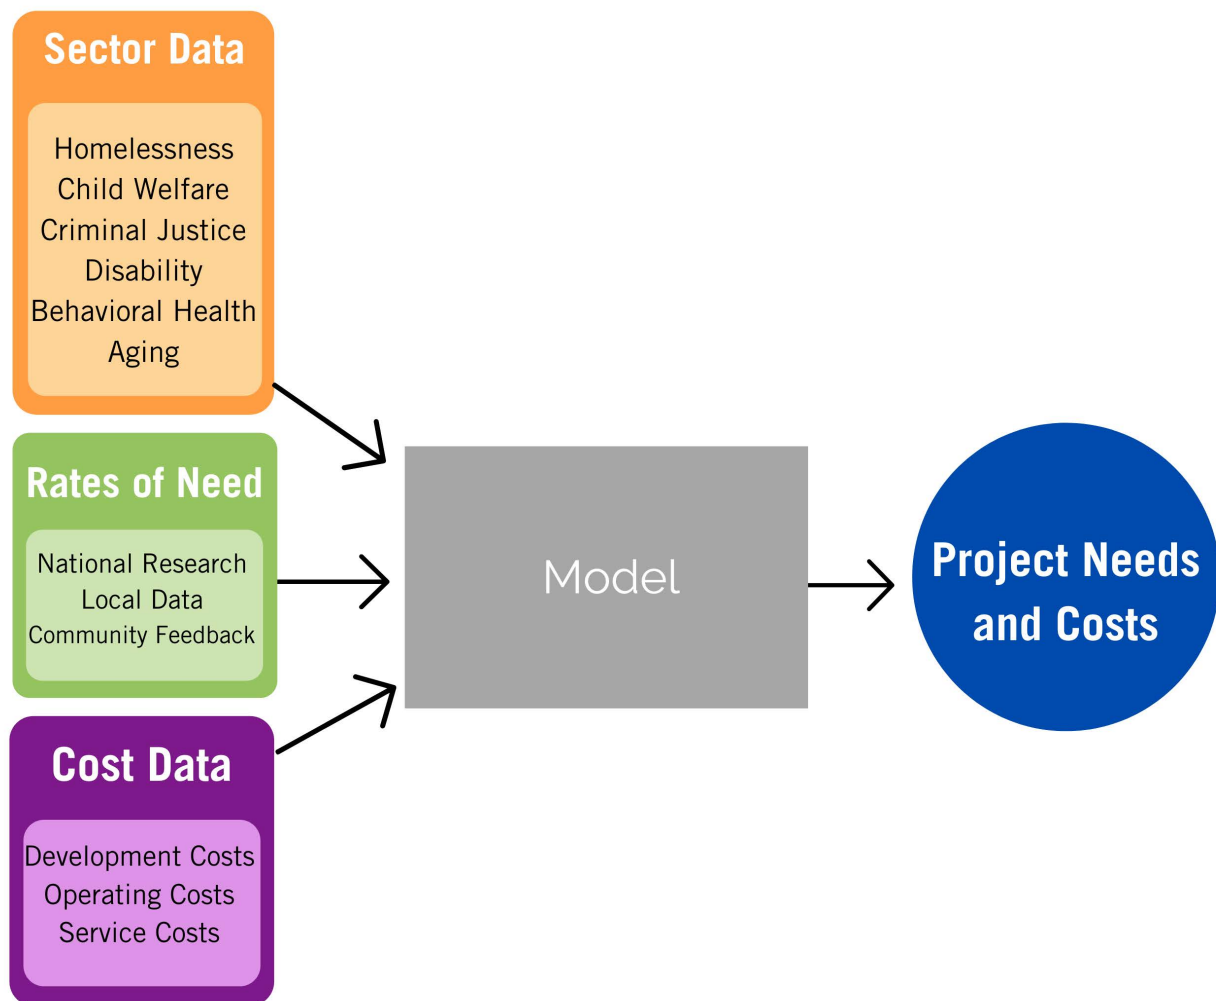 Sector Data
Homelessness
Child Welfare
Criminal Justice
Disability
Behavioral Health
Aging
Rates of Need
National Research
Local Data
Community Feedback
Cost Data
Development Costs
Operating Costs
Service Costs
Model
Project Needs
and Costs